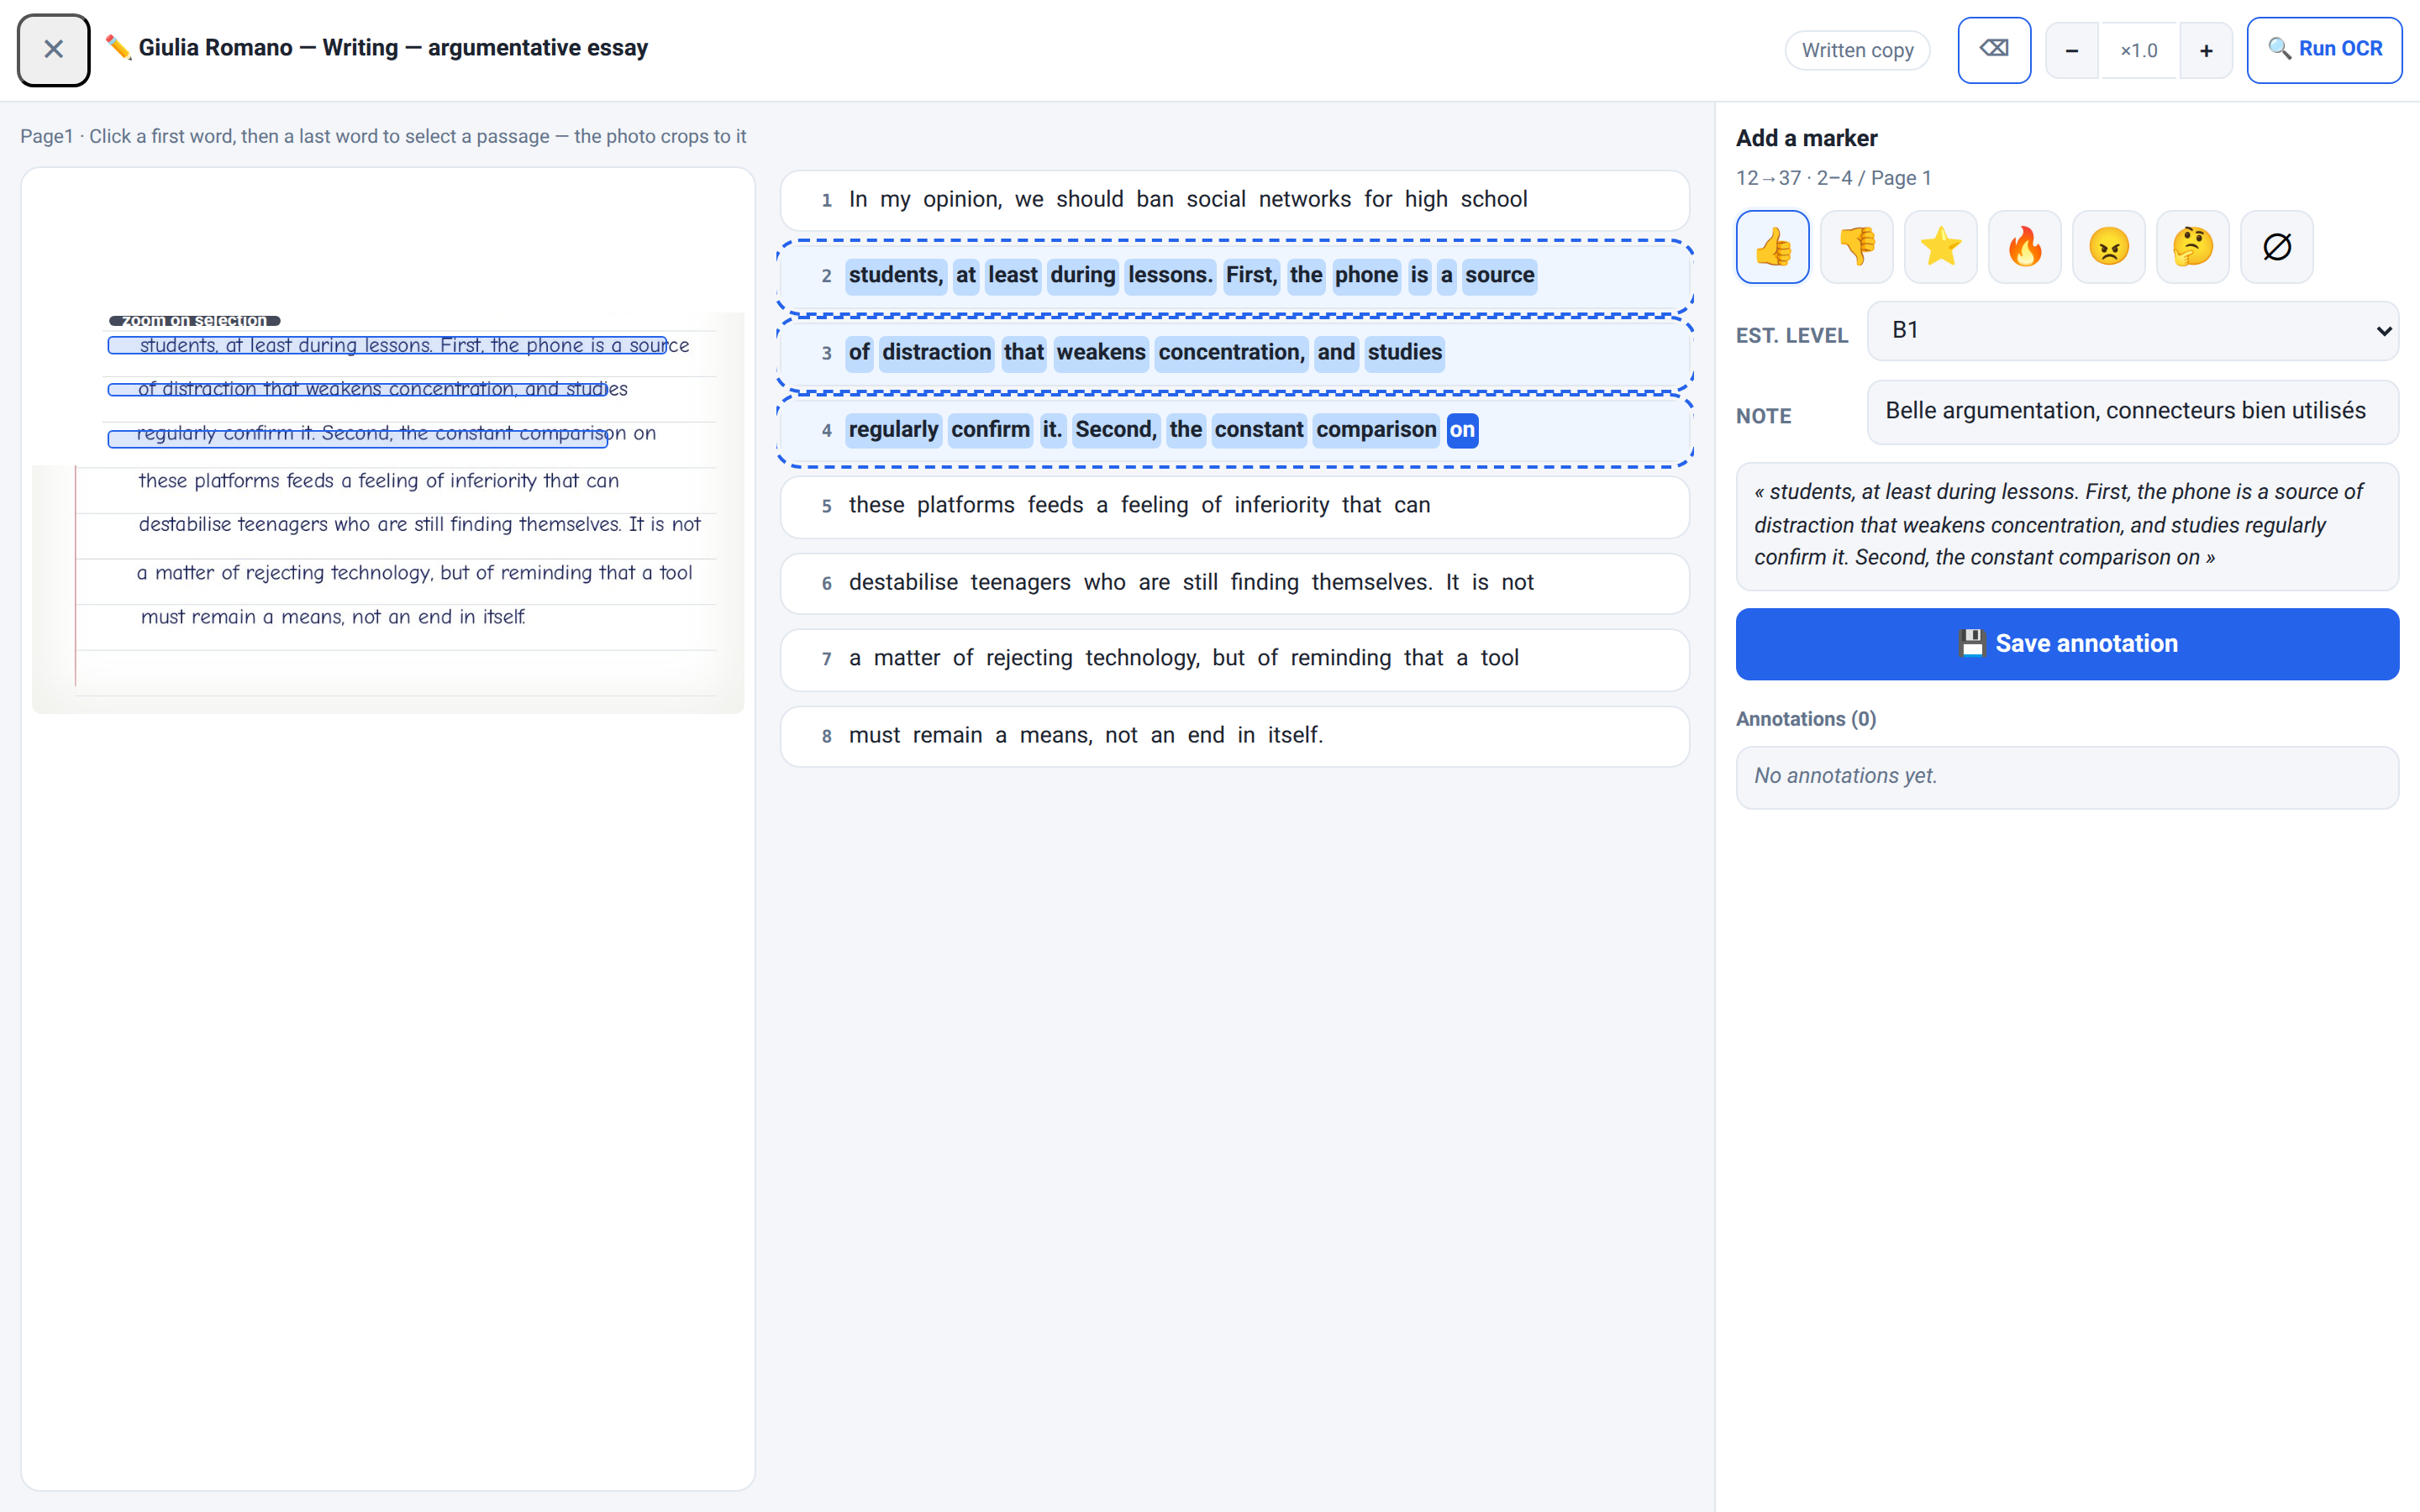 ✕ ✏️ Giulia Romano — Writing — argumentative essay
Written copy
⌫
− ×1.0 +
🔍 Run OCR
Page1 · Click a first word, then a last word to select a passage — the photo crops to it
zoom on selection
students, at least during lessons. First, the phone is a source
of distraction that weakens concentration, and studies
regularly confirm it. Second, the constant comparison on
these platforms feeds a feeling of inferiority that can
destabilise teenagers who are still finding themselves. It is not
a matter of rejecting technology, but of reminding that a tool
must remain a means, not an end in itself.
1 In my opinion, we should ban social networks for high school
2 students, at least during lessons. First, the phone is a source
3 of distraction that weakens concentration, and studies
4 regularly confirm it. Second, the constant comparison on
5 these platforms feeds a feeling of inferiority that can
6 destabilise teenagers who are still finding themselves. It is not
7 a matter of rejecting technology, but of reminding that a tool
8 must remain a means, not an end in itself.
Add a marker
12→37 · 2–4 / Page 1
👍 👎 ⭐ 🔥 😠 🤔 ∅
EST. LEVEL B1
NOTE Belle argumentation, connecteurs bien utilisés
« students, at least during lessons. First, the phone is a source of
distraction that weakens concentration, and studies regularly
confirm it. Second, the constant comparison on »
💾 Save annotation
Annotations (0)
No annotations yet.